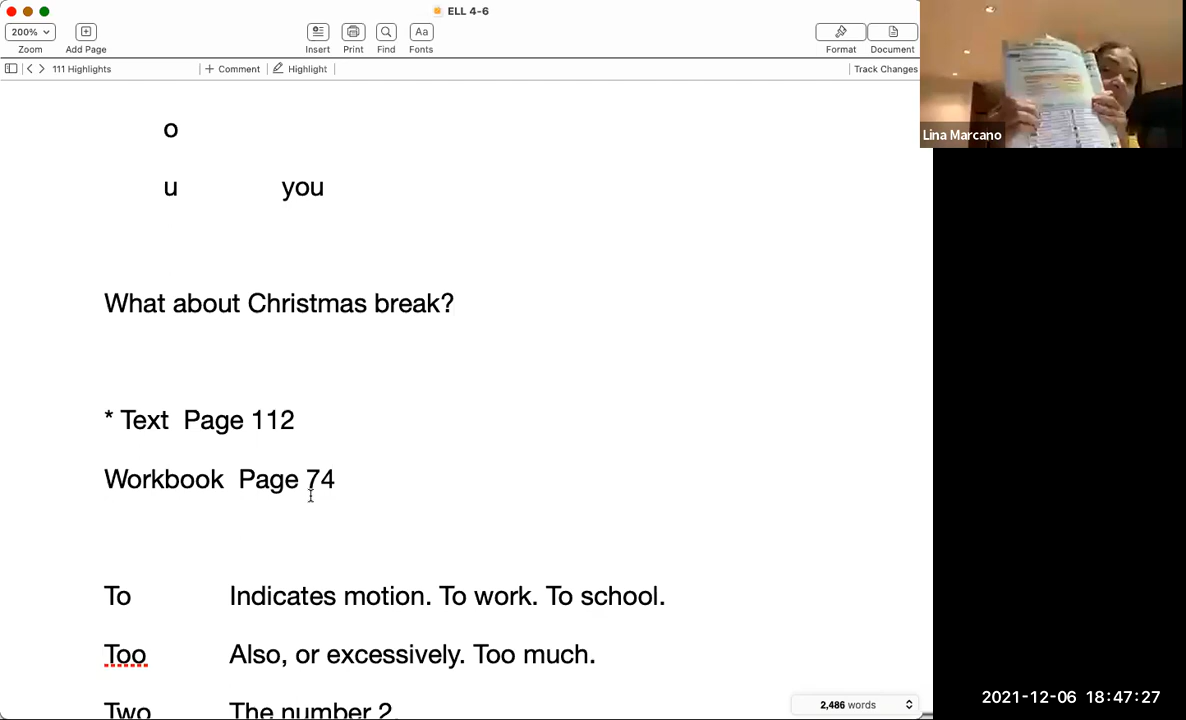 ELL 4-6
200%
Zoom
Add Page
Insert
Print
Find
Aa
Fonts
Format
Document
111 Highlights
+ Comment
Highlight
Track Changes
Lina Marcano
o
u you
What about Christmas break?
* Text Page 112
Workbook Page 74
To Indicates motion. To work. To school.
Too Also, or excessively. Too much.
Two The number 2.
2,486 words
2021-12-06 18:47:27